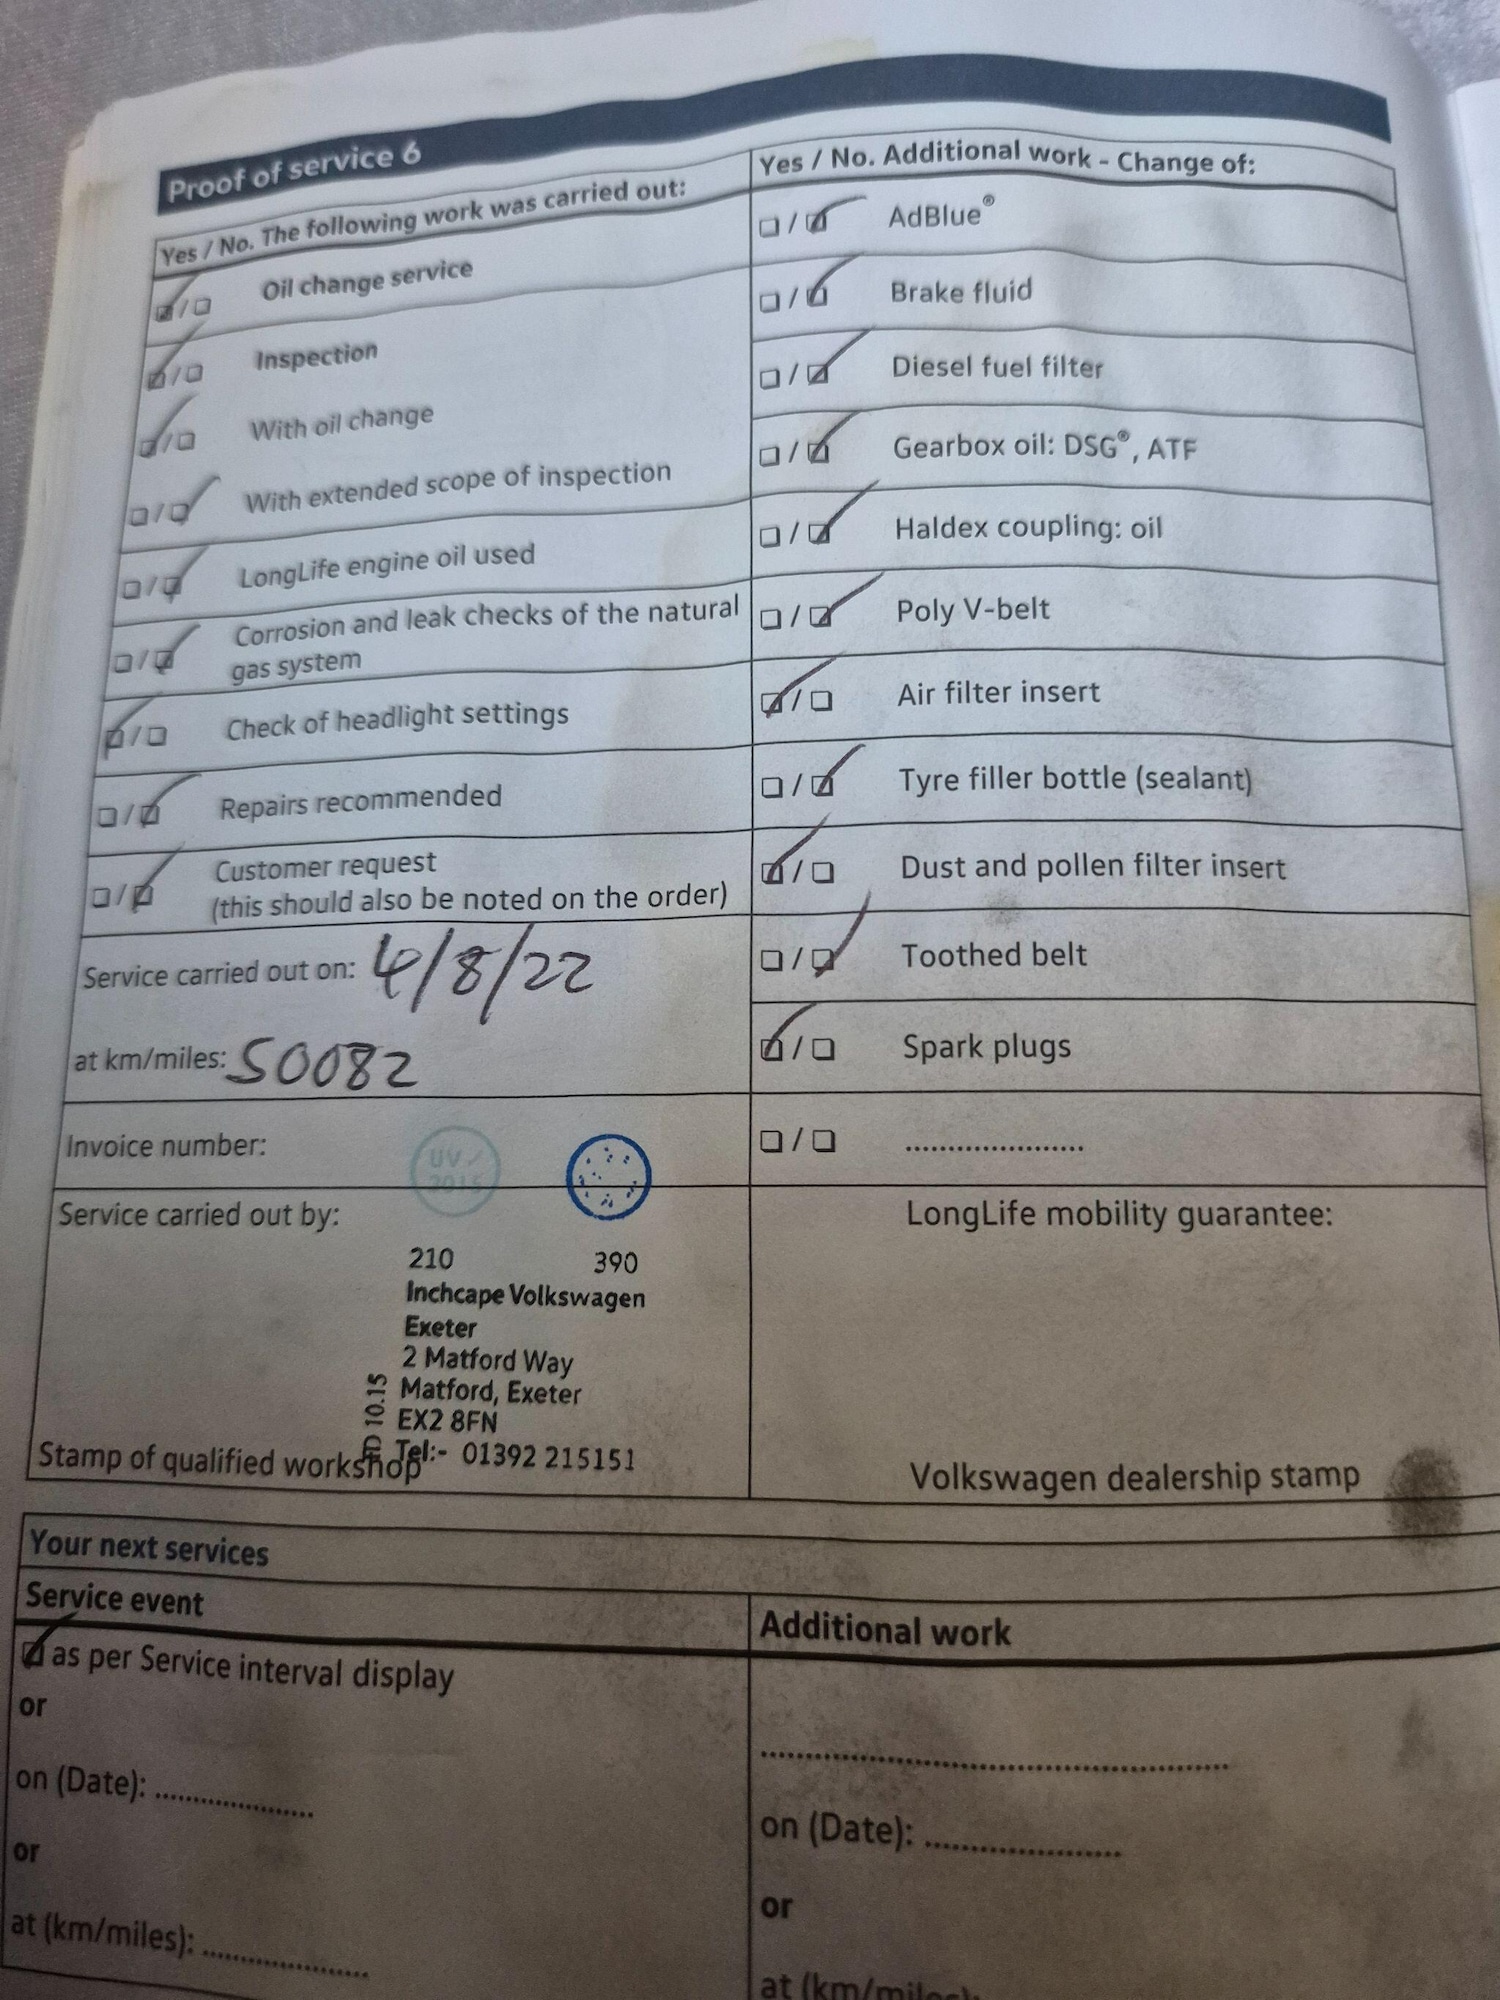 Proof of service 6
Yes / No. The following work was carried out:
☑/☐ Oil change service
☑/☐ Inspection
☑/☐ With oil change
☐/☑ With extended scope of inspection
☐/☑ LongLife engine oil used
☐/☑ Corrosion and leak checks of the natural
gas system
☑/☐ Check of headlight settings
☐/☑ Repairs recommended
☐/☑ Customer request
(this should also be noted on the order)
Service carried out on: 4/8/22
at km/miles: 50082
Invoice number:
UV /
2015
Service carried out by:
210 390
Inchcape Volkswagen
Exeter
2 Matford Way
Matford, Exeter
EX2 8FN
Tel:- 01392 215151
10.15
Stamp of qualified workshop
Yes / No. Additional work - Change of:
☐/☑ AdBlue®
☐/☑ Brake fluid
☐/☑ Diesel fuel filter
☐/☑ Gearbox oil: DSG®, ATF
☐/☑ Haldex coupling: oil
☐/☑ Poly V-belt
☑/☐ Air filter insert
☐/☑ Tyre filler bottle (sealant)
☑/☐ Dust and pollen filter insert
☐/☑ Toothed belt
☑/☐ Spark plugs
☐/☐ .....................
LongLife mobility guarantee:
Volkswagen dealership stamp
Your next services
Service event
☑ as per Service interval display
or
on (Date): ....................
or
at (km/miles): ....................
Additional work
..................................................
on (Date): ........................
or
at (km/miles):